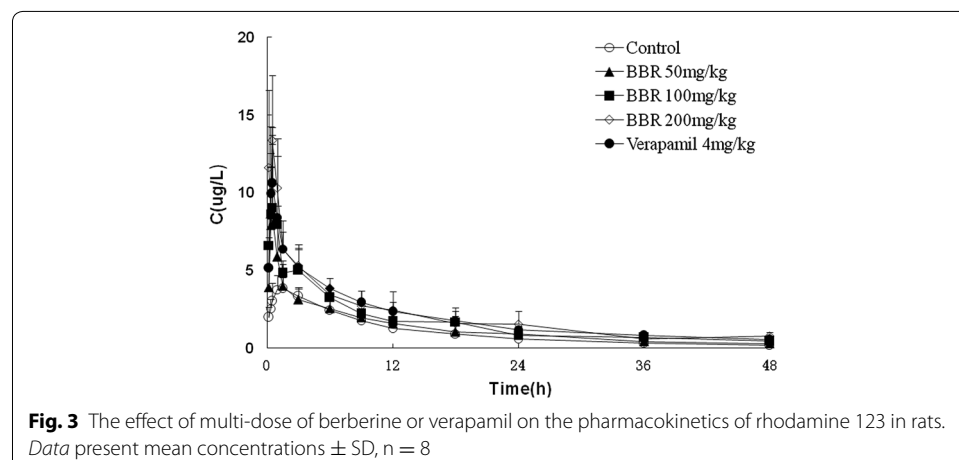 20
15
10
5
0
C(ug/L)
Control
BBR 50mg/kg
BBR 100mg/kg
BBR 200mg/kg
Verapamil 4mg/kg
0 12 24 36 48
Time(h)
Fig. 3 The effect of multi-dose of berberine or verapamil on the pharmacokinetics of rhodamine 123 in rats.
Data present mean concentrations ± SD, n = 8